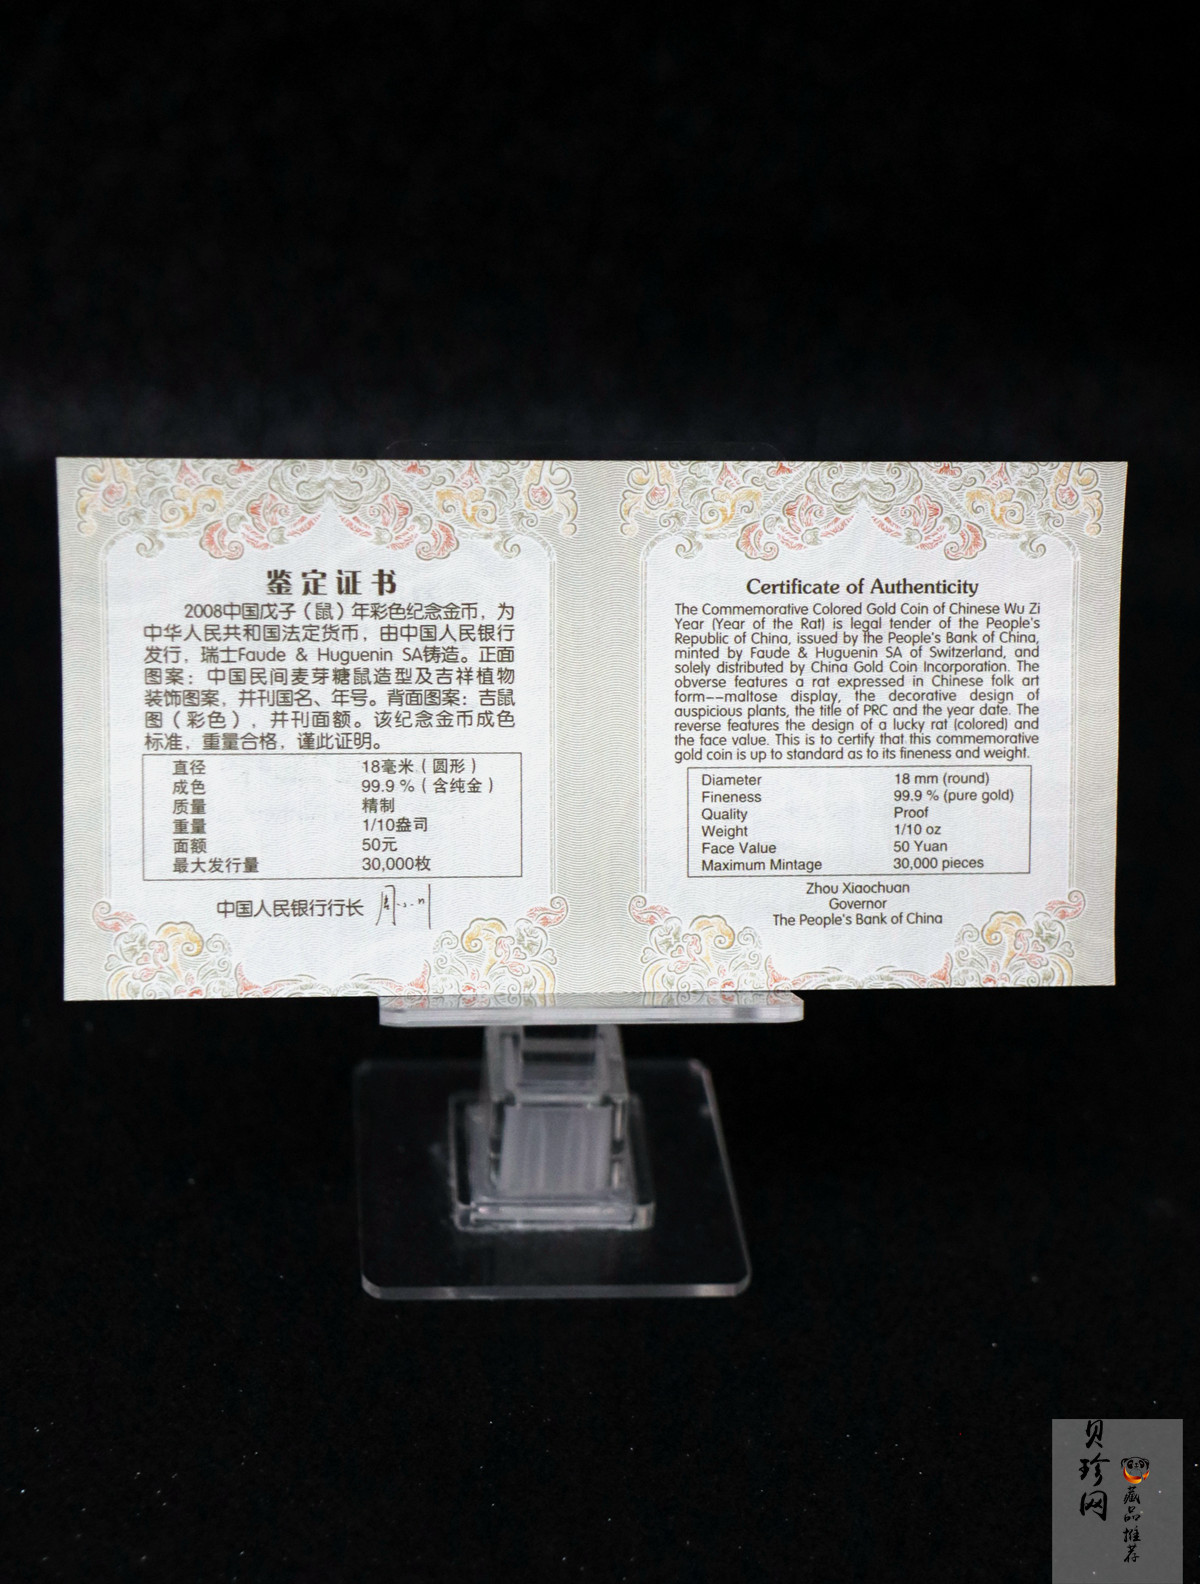 鉴定证书
2008中国戊子（鼠）年彩色纪念金币，为
中华人民共和国法定货币，由中国人民银行
发行，瑞士Faude & Huguenin SA铸造。正面
图案：中国民间麦芽糖鼠造型及吉祥植物
装饰图案，并刊国名、年号。背面图案：吉鼠
图（彩色），并刊面额。该纪念金币成色
标准，重量合格，谨此证明。
直径 18毫米（圆形）
成色 99.9 %（含纯金）
质量 精制
重量 1/10盎司
面额 50元
最大发行量 30,000枚
中国人民银行行长
Certificate of Authenticity
The Commemorative Colored Gold Coin of Chinese Wu Zi
Year (Year of the Rat) is legal tender of the People's
Republic of China, issued by the People's Bank of China,
minted by Faude & Huguenin SA of Switzerland, and
solely distributed by China Gold Coin Incorporation. The
obverse features a rat expressed in Chinese folk art
form--maltose display, the decorative design of
auspicious plants, the title of PRC and the year date. The
reverse features the design of a lucky rat (colored) and
the face value. This is to certify that this commemorative
gold coin is up to standard as to its fineness and weight.
Diameter 18 mm (round)
Fineness 99.9 % (pure gold)
Quality Proof
Weight 1/10 oz
Face Value 50 Yuan
Maximum Mintage 30,000 pieces
Zhou Xiaochuan
Governor
The People's Bank of China
贝珍网
藏品推荐